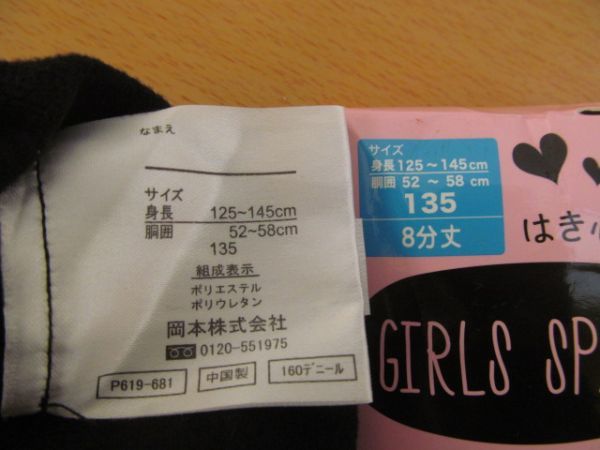 なまえ
サイズ
身長 125~145cm
胴囲 52~58cm
135
組成表示
ポリエステル
ポリウレタン
岡本株式会社
0120-551975
P619-681 中国製 160デニール
サイズ
身長125~145cm
胴囲 52 ~ 58 cm
135
8分丈
はき
GIRLS SP